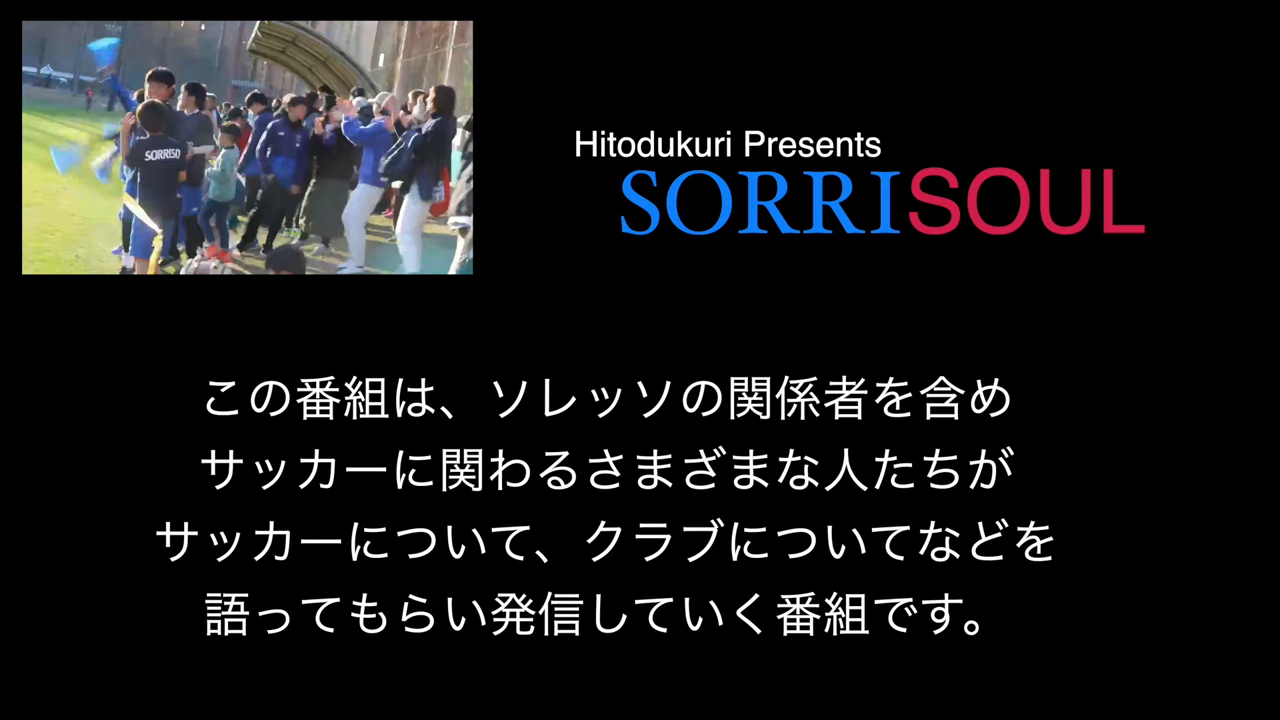 SORRISO
Hitodukuri Presents
SORRISOUL
この番組は、ソレッソの関係者を含め
サッカーに関わるさまざまな人たちが
サッカーについて、クラブについてなどを
語ってもらい発信していく番組です。